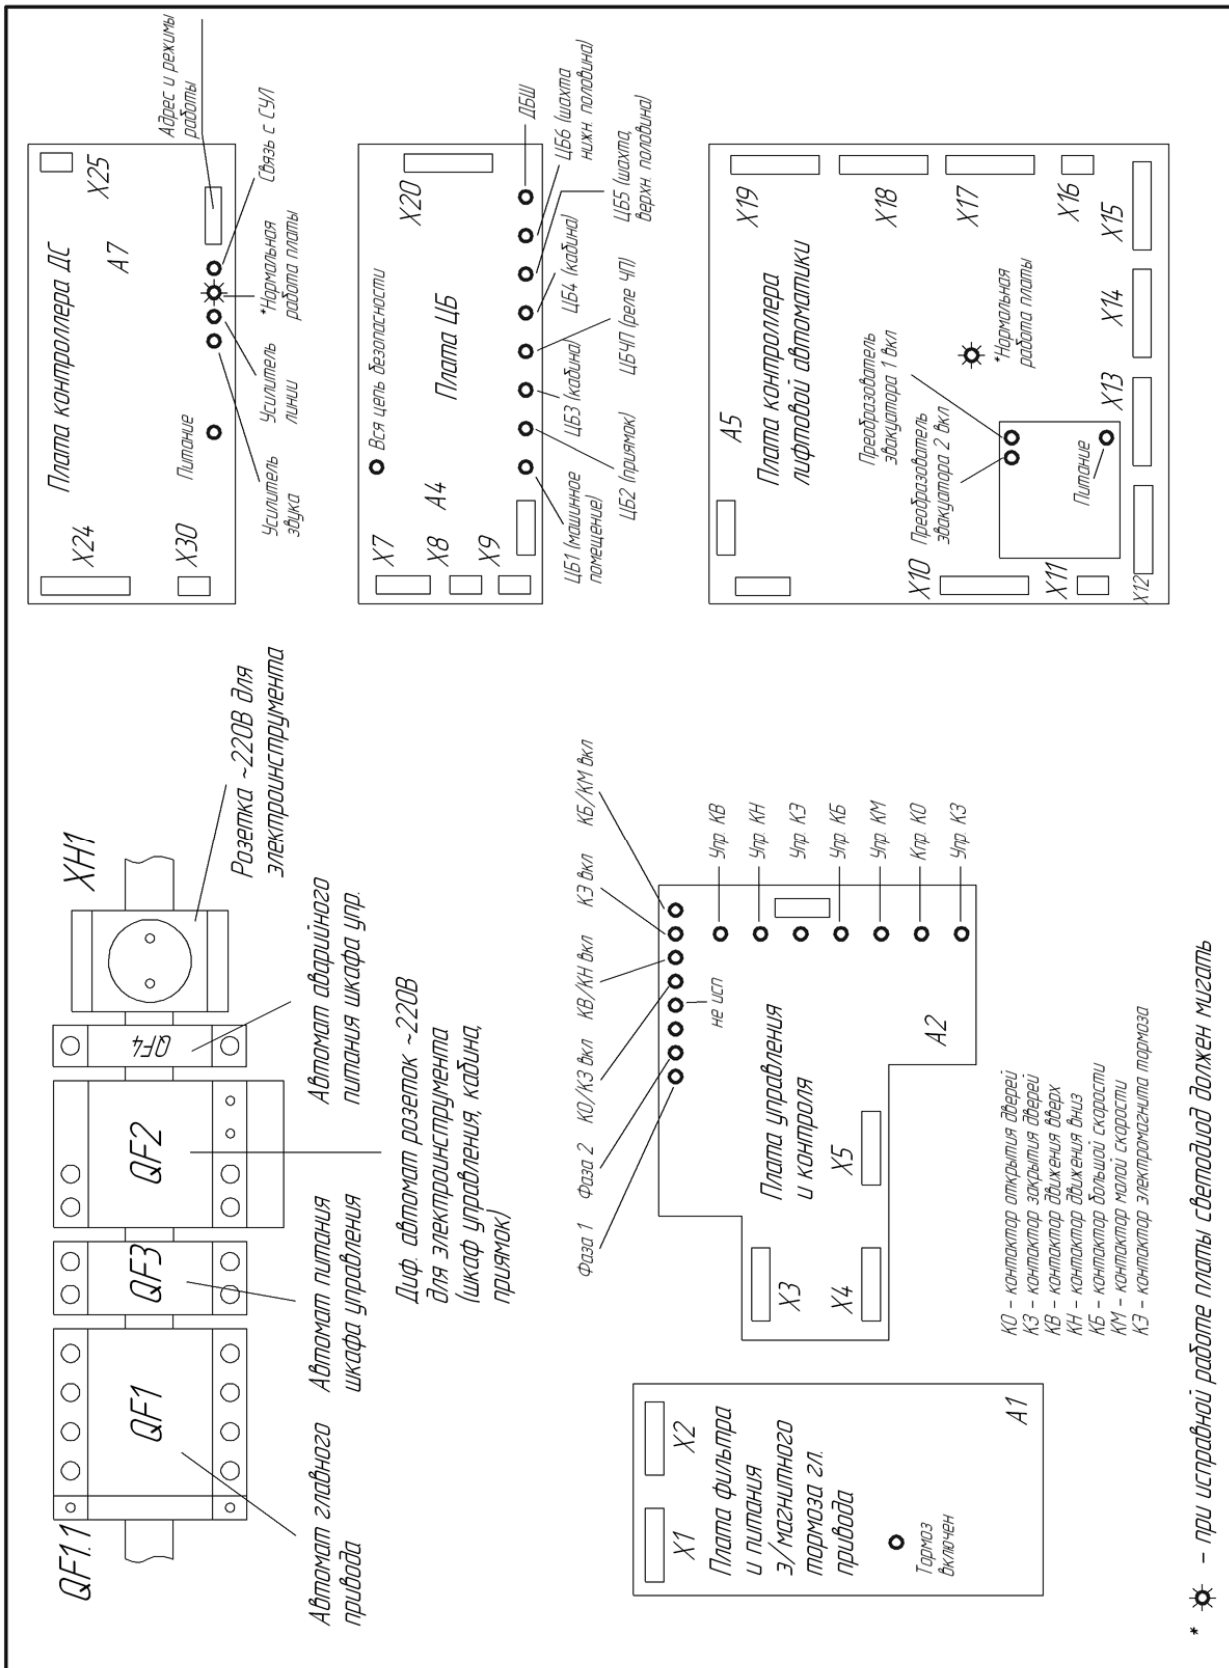 QF1.1
QF1
QF3
QF2
QF4
XH1
Автомат главного
привода
Автомат питания
шкафа управления
Диф. автомат розеток ~220В
для электроинструмента
(шкаф управления, кабина,
приямок)
Автомат аварийного
питания шкафа упр.
Розетка ~220В для
электроинструмента
X24
X30
Плата контроллера ДС
A7
X25
Питание
Усилитель
звука
Усилитель
линии
*Нормальная
работа платы
Связь с СУЛ
Адрес и режимы
работы
X7
X8
X9
A4
Вся цепь безопасности
Плата ЦБ
X20
ЦБ1 (машинное
помещение)
ЦБ2 (приямок)
ЦБ3 (кабина)
ЦБЧП (реле ЧП)
ЦБ4 (кабина)
ЦБ5 (шахта,
верхн. половина)
ЦБ6 (шахта
нижн. половина)
ДБШ
X1
X2
Плата фильтра
и питания
э/магнитного
тормоза гл.
привода
Тормоз
включен
A1
Фаза 1
Фаза 2
КО/КЗ вкл
КВ/КН вкл
КЭ вкл
КБ/КМ вкл
не исп
Упр. КВ
Упр. КН
Упр. КЭ
Упр. КБ
Упр. КМ
Кпр. КО
Упр. КЗ
X3
X4
X5
Плата управления
и контроля
A2
КО – контактор открытия дверей
КЗ – контактор закрытия дверей
КВ – контактор движения вверх
КН – контактор движения вниз
КБ – контактор большой скорости
КМ – контактор малой скорости
КЭ – контактор электромагнита тормоза
A5
Плата контроллера
лифтовой автоматики
X19
X18
X17
X16
X15
X14
X13
X12
X11
X10
Преобразователь
эвакуатора 1 вкл
Преобразователь
эвакуатора 2 вкл
Питание
*Нормальная
работа платы
* – при исправной работе платы светодиод должен мигать